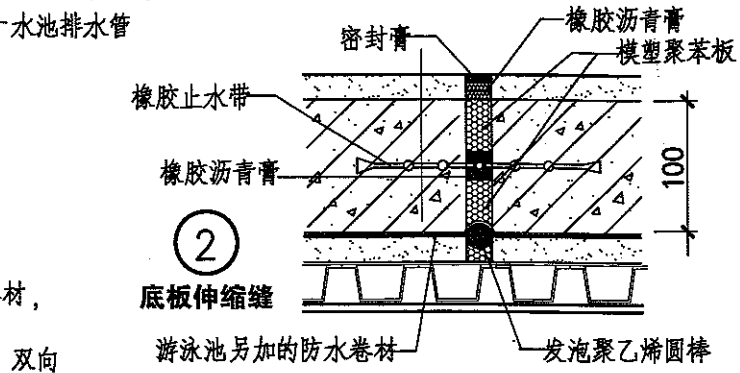 水池排水管
密封膏
橡胶沥青膏
模塑聚苯板
橡胶止水带
橡胶沥青膏
100
2
底板伸缩缝
材，
游泳池另加的防水卷材
发泡聚乙烯圆棒
双向